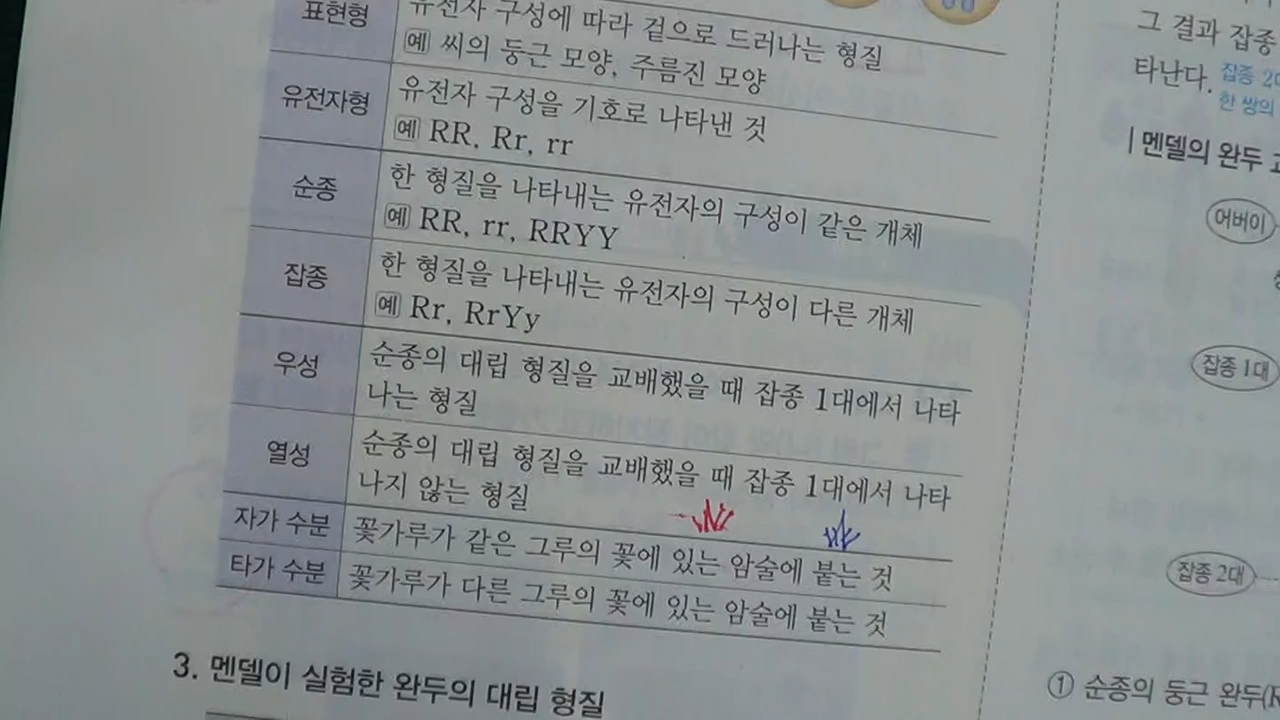 표현형
유전자 구성에 따라 겉으로 드러나는 형질
예 씨의 둥근 모양, 주름진 모양
유전자형
유전자 구성을 기호로 나타낸 것
예 RR, Rr, rr
순종
한 형질을 나타내는 유전자의 구성이 같은 개체
예 RR, rr, RRYY
잡종
한 형질을 나타내는 유전자의 구성이 다른 개체
예 Rr, RrYy
우성
순종의 대립 형질을 교배했을 때 잡종 1대에서 나타
나는 형질
열성
순종의 대립 형질을 교배했을 때 잡종 1대에서 나타
나지 않는 형질
자가 수분
꽃가루가 같은 그루의 꽃에 있는 암술에 붙는 것
타가 수분
꽃가루가 다른 그루의 꽃에 있는 암술에 붙는 것
3. 멘델이 실험한 완두의 대립 형질
그 결과 잡종
타난다. 잡종 2
한 쌍의
멘델의 완두
어버이
잡종 1대
잡종 2대
① 순종의 둥근 완두(